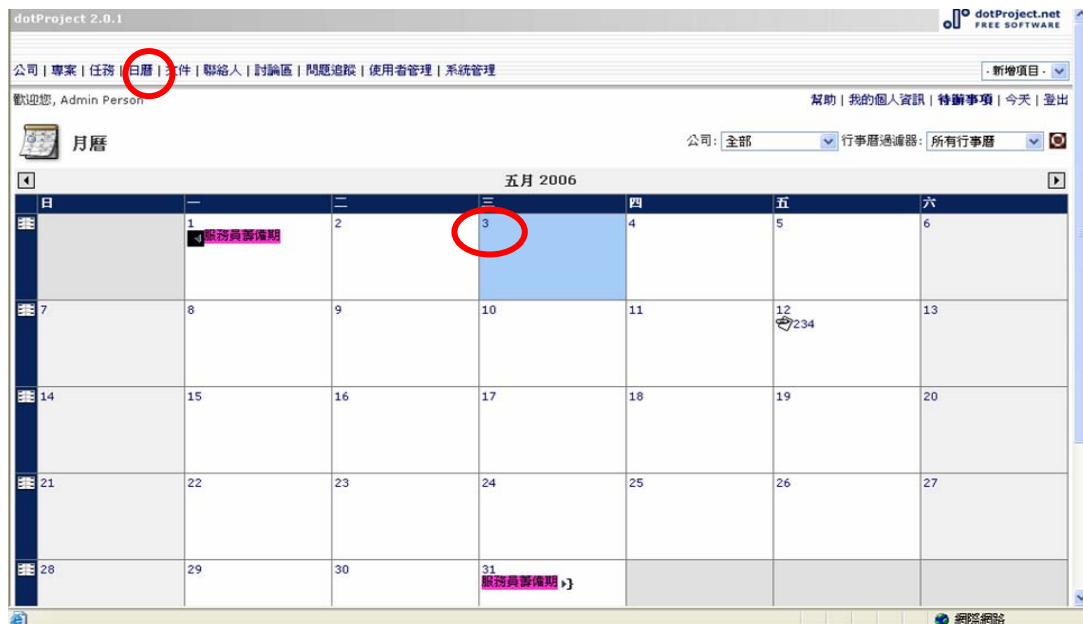 dotProject 2.0.1
dotProject.net
FREE SOFTWARE
公司 | 專案 | 任務 | 日曆 | 文件 | 聯絡人 | 討論區 | 問題追蹤 | 使用者管理 | 系統管理
- 新增項目 -
歡迎您, Admin Person
幫助 | 我的個人資訊 | 待辦事項 | 今天 | 登出
月曆
公司: 全部
行事曆過濾器: 所有行事曆
五月 2006
日 一 二 三 四 五 六
1 2 3 4 5 6
服務員籌備期
7 8 9 10 11 12 13
234
14 15 16 17 18 19 20
21 22 23 24 25 26 27
28 29 30 31
服務員籌備期
網際網路